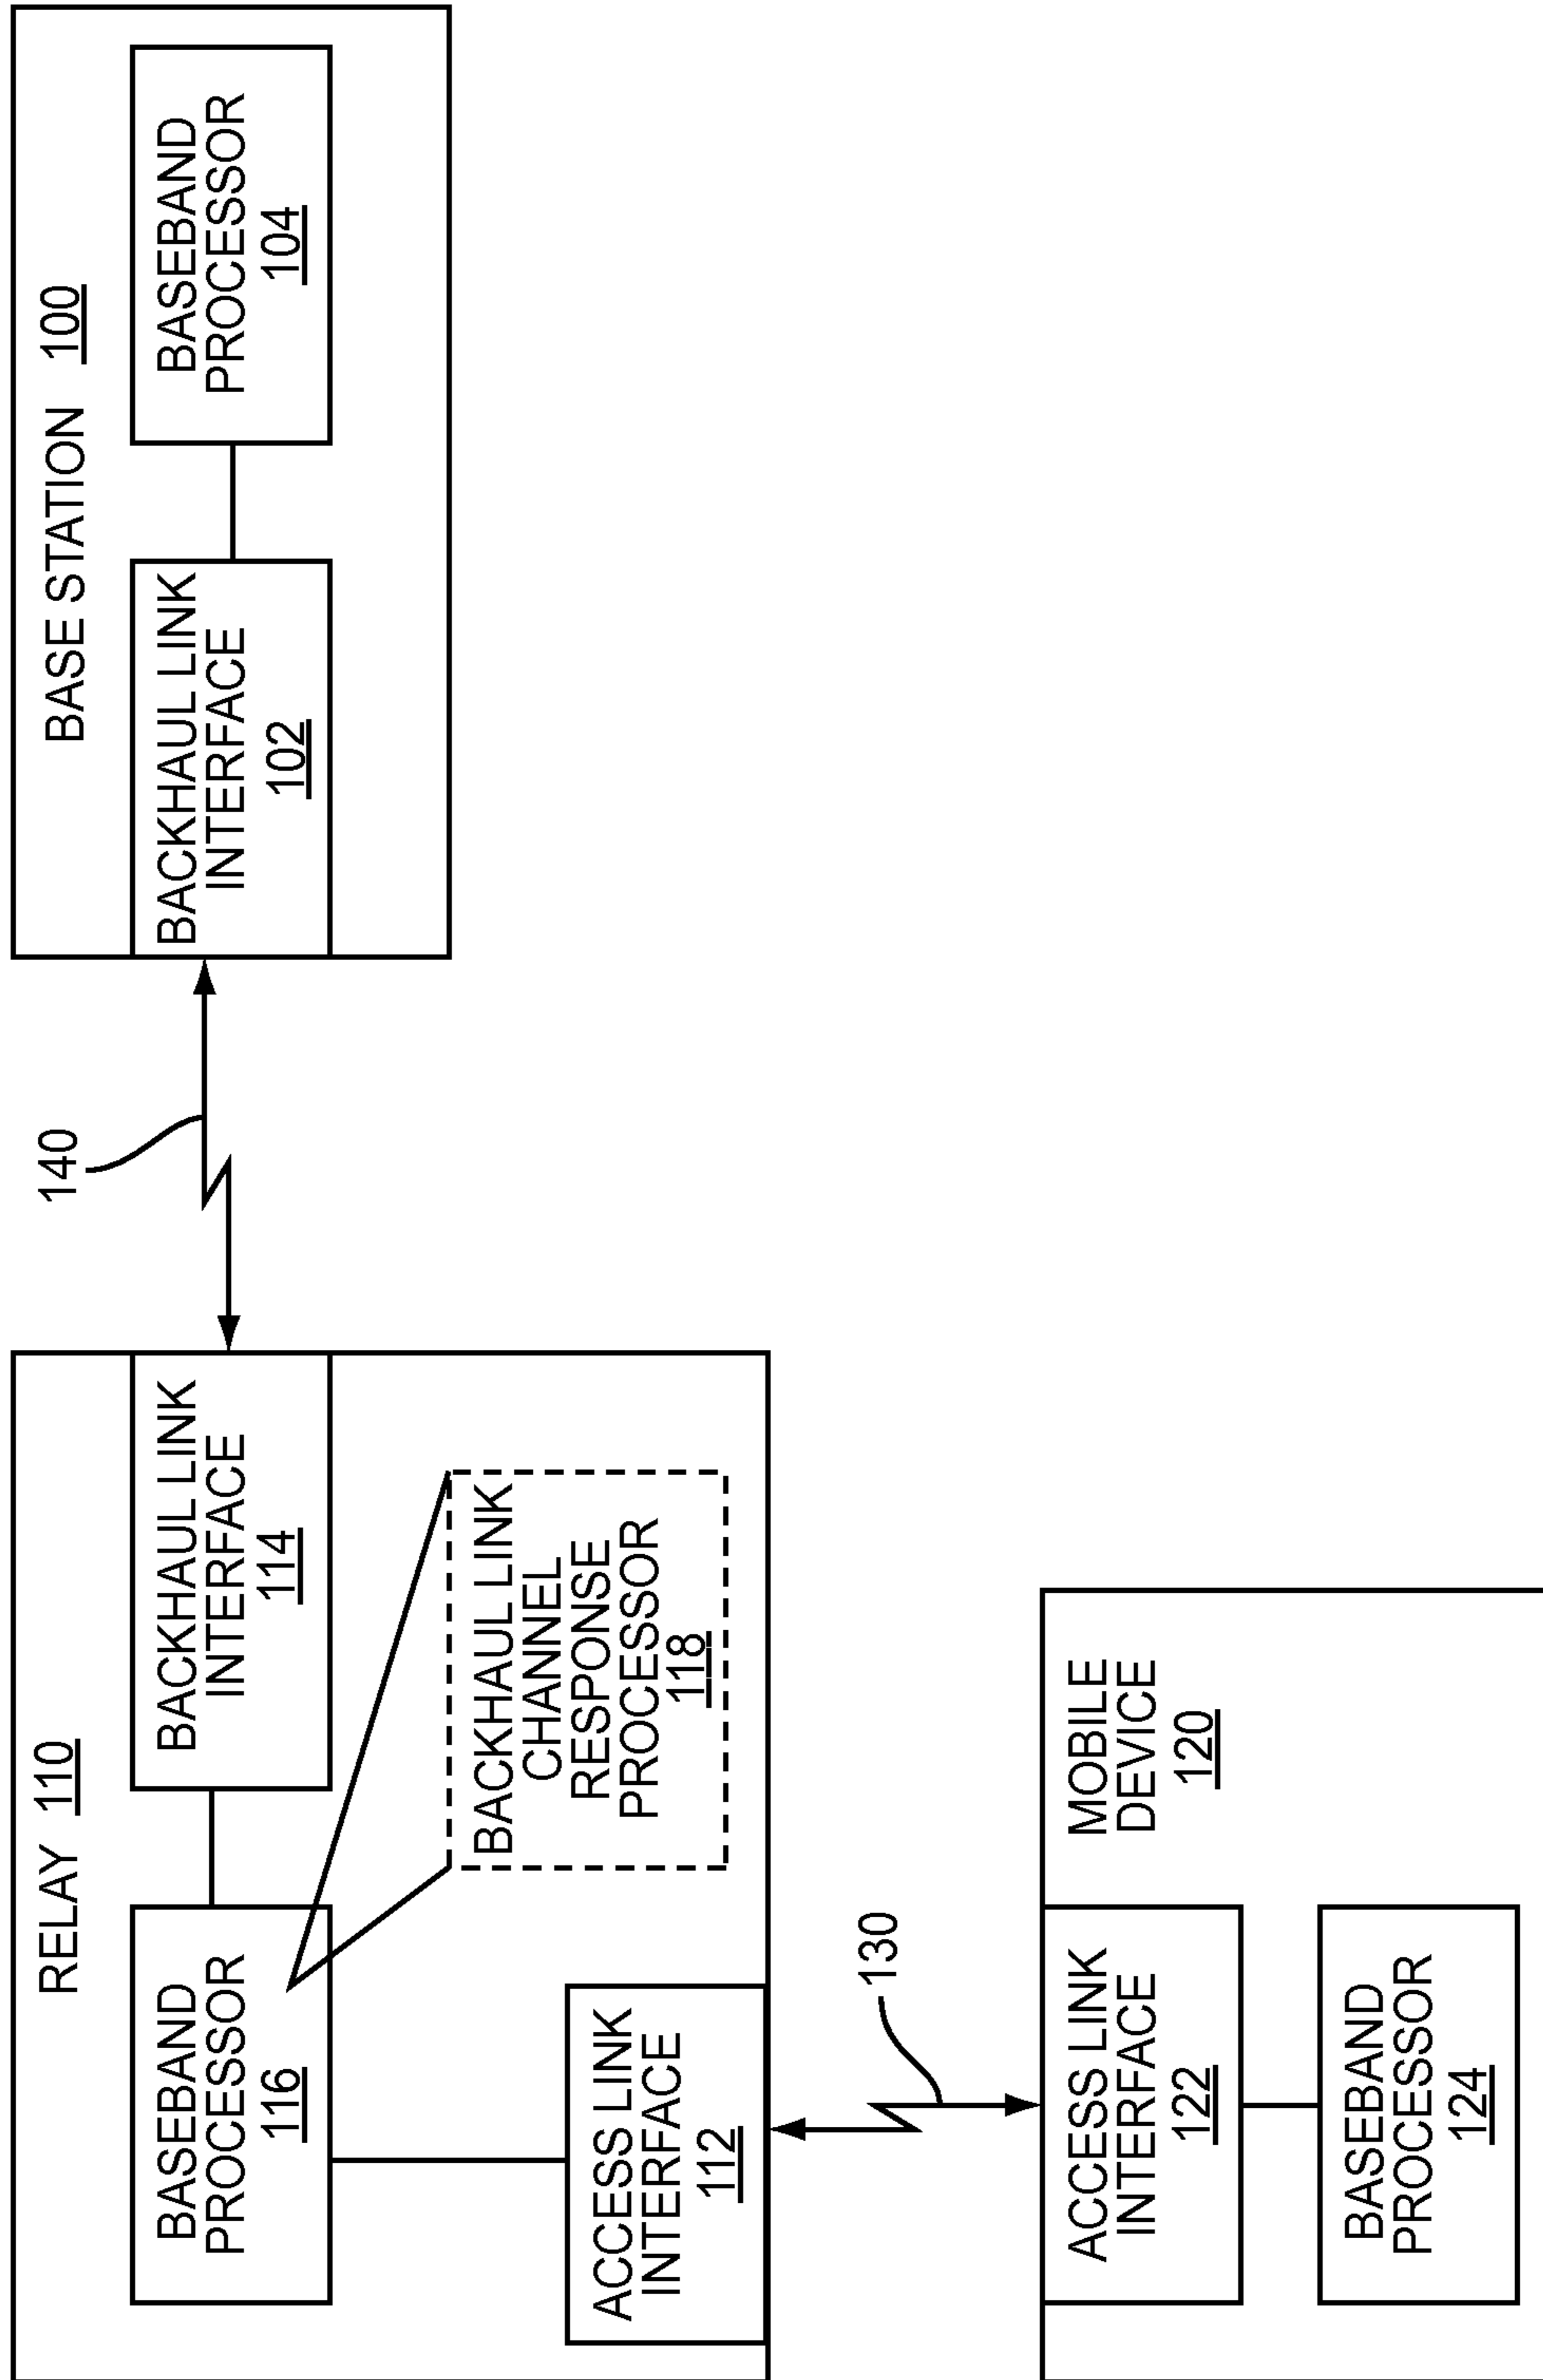 RELAY 110
BASEBAND
PROCESSOR
116
BACKHAUL LINK
INTERFACE
114
BACKHAUL LINK
CHANNEL
RESPONSE
PROCESSOR
118
ACCESS LINK
INTERFACE
112
140
BASE STATION 100
BACKHAUL LINK
INTERFACE
102
BASEBAND
PROCESSOR
104
130
MOBILE
DEVICE
120
ACCESS LINK
INTERFACE
122
BASEBAND
PROCESSOR
124